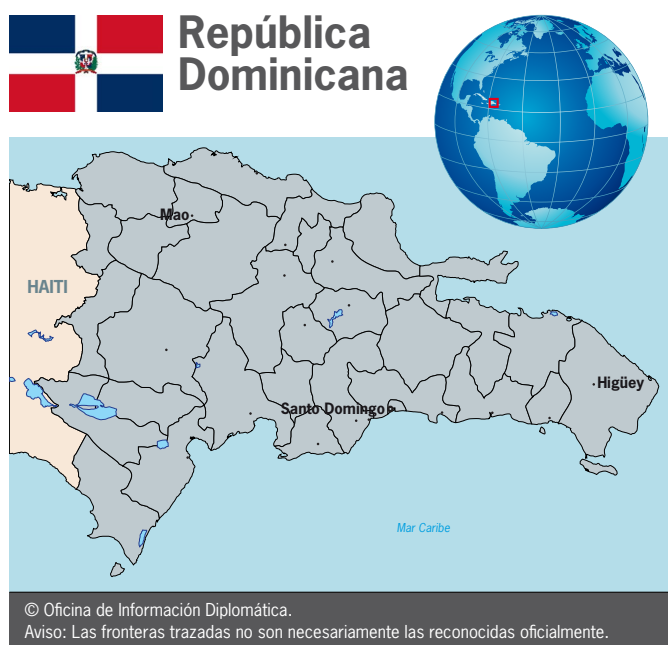 República
Dominicana
Mao
HAITI
Higüey
Santo Domingo
Mar Caribe
© Oficina de Información Diplomática.
Aviso: Las fronteras trazadas no son necesariamente las reconocidas oficialmente.